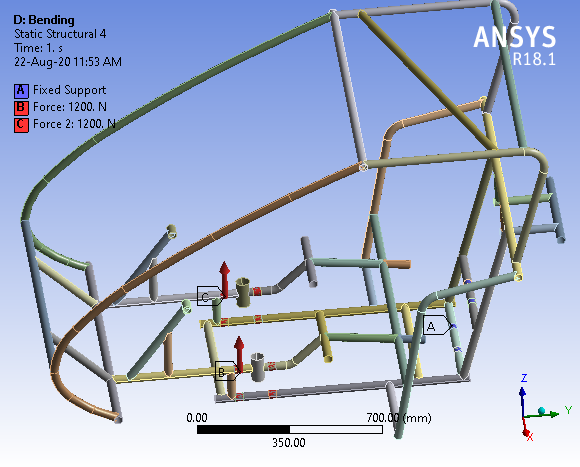 D: Bending
Static Structural 4
Time: 1. s
22-Aug-20 11:53 AM
A Fixed Support
B Force: 1200. N
C Force 2: 1200. N
ANSYS
R18.1
C
A
B
0.00 700.00 (mm)
350.00
Z
Y
X